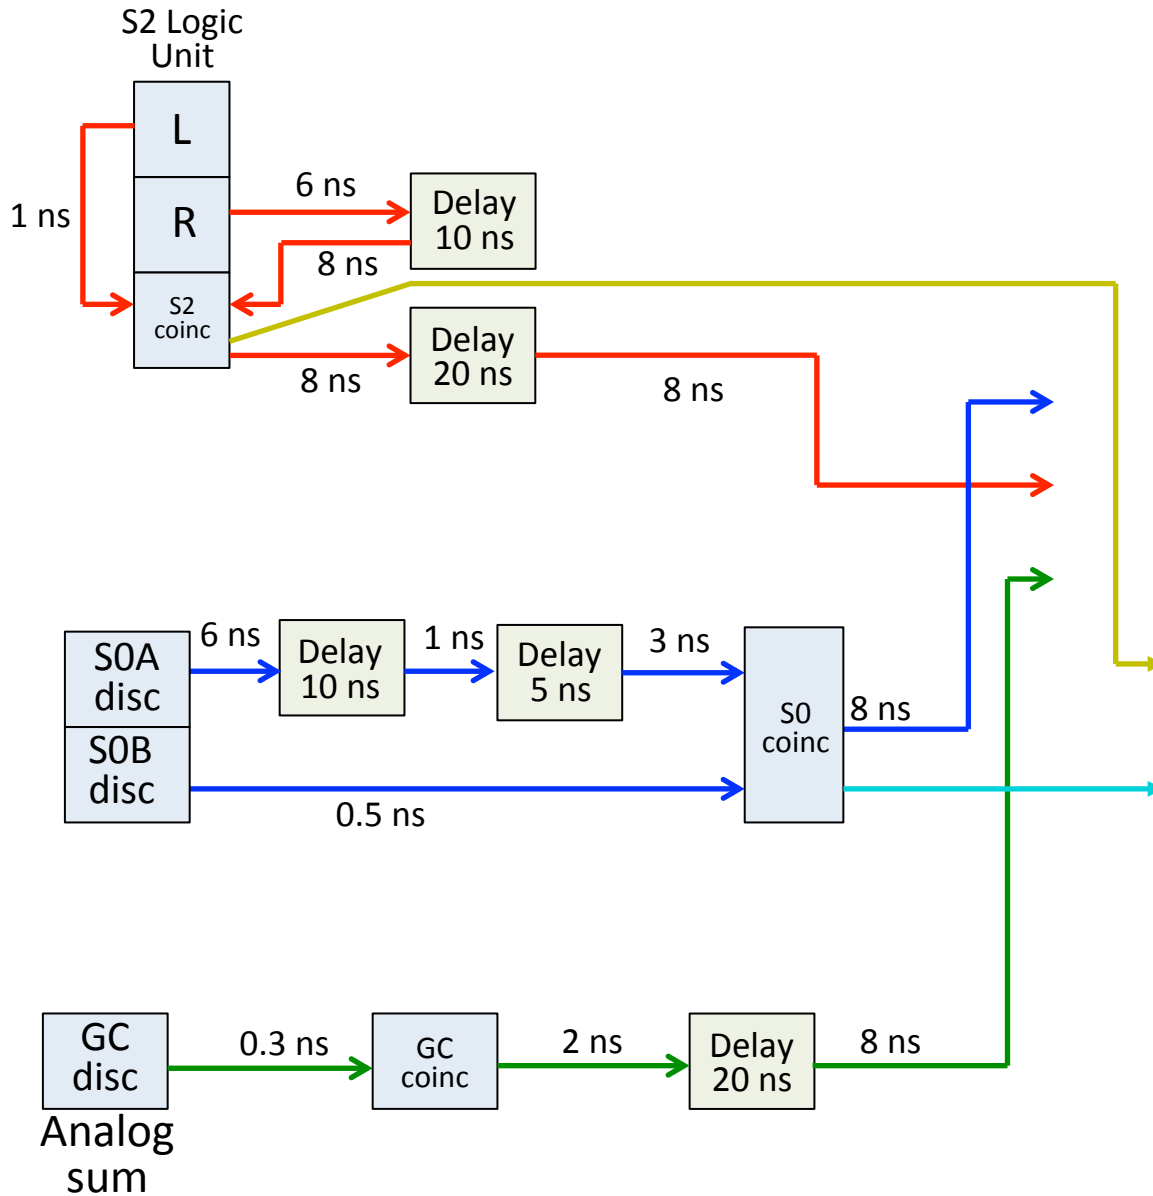 S2 Logic
Unit
L
R
1 ns
6 ns
Delay
10 ns
8 ns
S2
coinc
Delay
20 ns
8 ns
8 ns
S0A
disc
6 ns
Delay
10 ns
1 ns
Delay
5 ns
3 ns
S0
coinc
8 ns
S0B
disc
0.5 ns
GC
disc
Analog
sum
0.3 ns
GC
coinc
2 ns
Delay
20 ns
8 ns